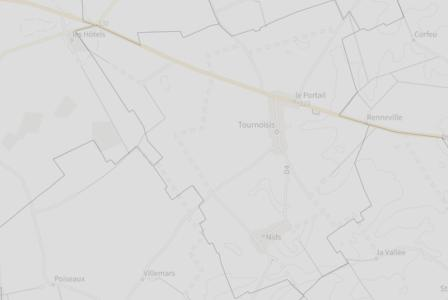 les Hôtels
Corfeu
le Portail
Renneville
Tournoisis
D4
Nids
la Vallée
Villemars
Poiseaux